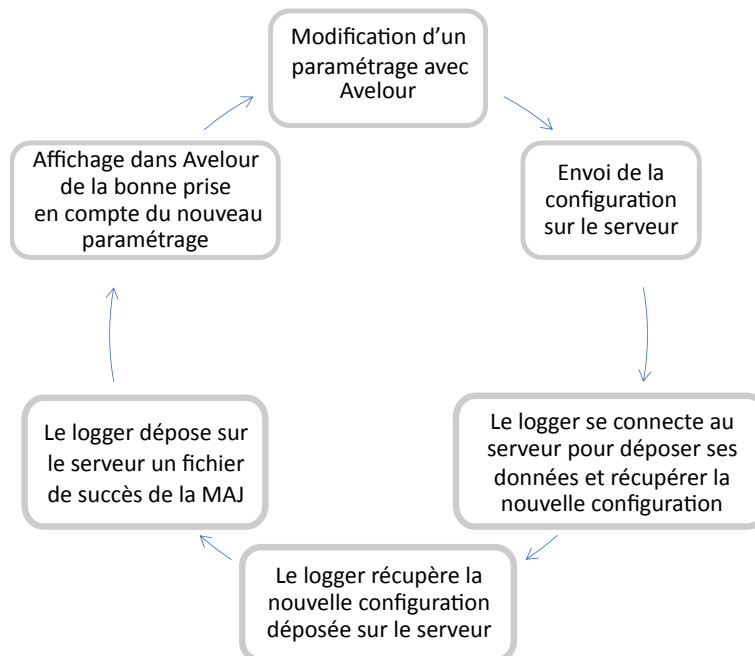 Modification d’un
paramétrage avec
Avelour
Envoi de la
configuration
sur le serveur
Le logger se connecte au
serveur pour déposer ses
données et récupérer la
nouvelle configuration
Le logger récupère la
nouvelle configuration
déposée sur le serveur
Le logger dépose sur
le serveur un fichier
de succès de la MAJ
Affichage dans Avelour
de la bonne prise
en compte du nouveau
paramétrage